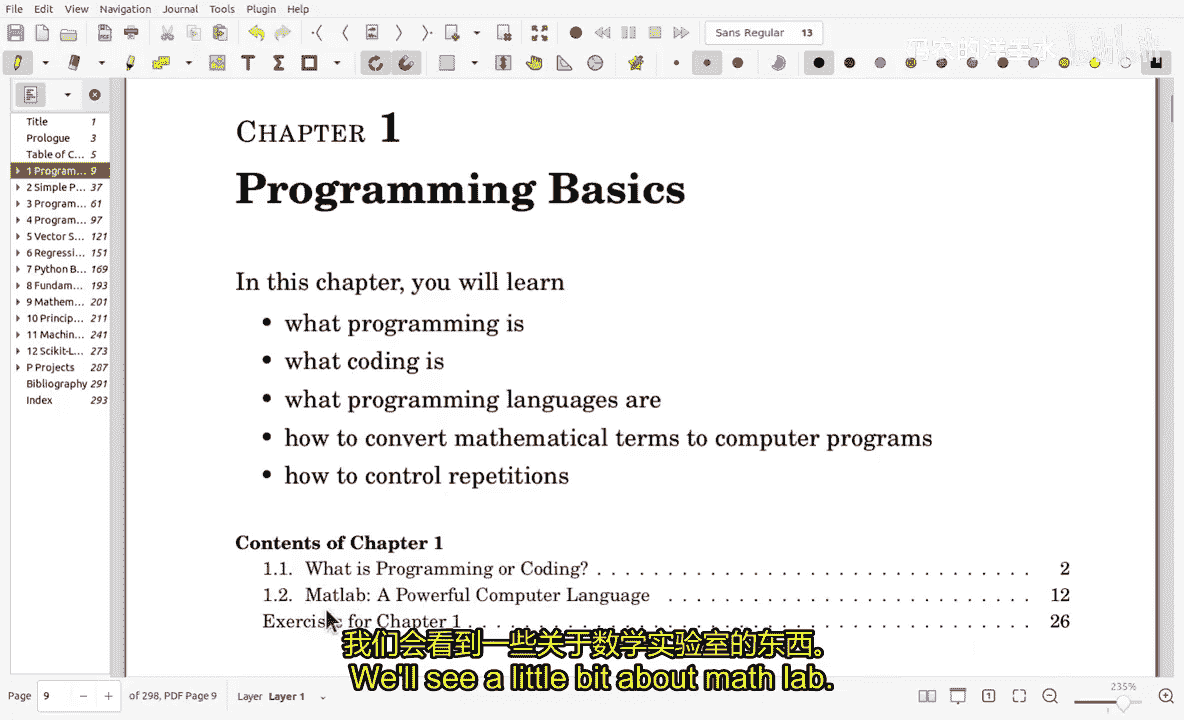 File Edit View Navigation Journal Tools Plugin Help
Sans Regular 13
Title 1
Prologue 3
Table of C... 5
1 Program... 9
2 Simple P... 37
3 Program... 61
4 Program... 97
5 Vector S... 121
6 Regressi... 151
7 Python B... 169
8 Fundam... 193
9 Mathem... 201
10 Princip... 211
11 Machin... 241
12 Scikit-L... 273
P Projects 287
Bibliography 291
Index 293
CHAPTER 1
Programming Basics
In this chapter, you will learn
• what programming is
• what coding is
• what programming languages are
• how to convert mathematical terms to computer programs
• how to control repetitions
Contents of Chapter 1
1.1. What is Programming or Coding? . . . . . . . . . . . . . . . . . . . . . . . . . 2
1.2. Matlab: A Powerful Computer Language . . . . . . . . . . . . . . . . . . . . . 12
Exercises for Chapter 1 . . . . . . . . . . . . . . . . . . . . . . . . . . . . . . . . 26
我们会看到一些关于数学实验室的东西。
We'll see a little bit about math lab.
Page 9 − + of 298, PDF Page 9 Layer Layer 1
235%